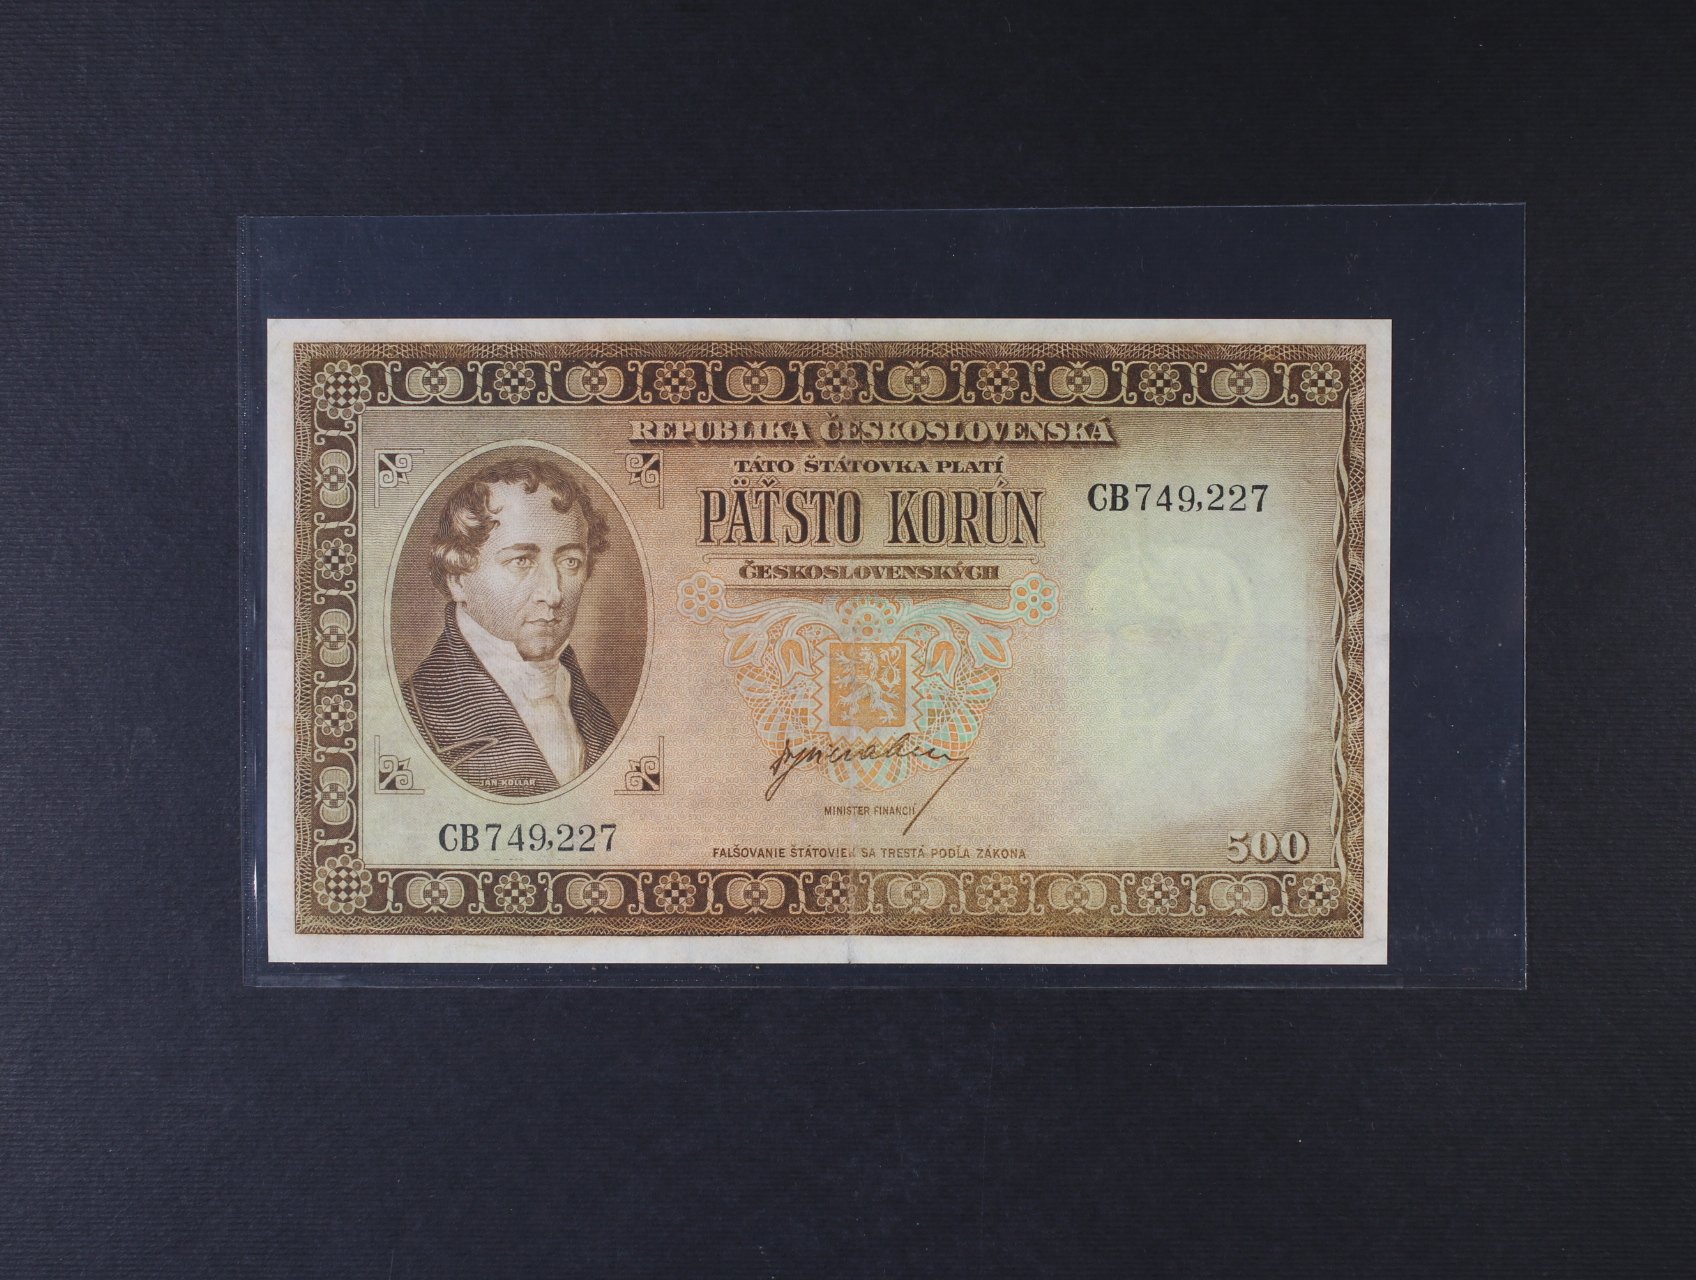 REPUBLIKA ČESKOSLOVENSKÁ
TÁTO ŠTÁTOVKA PLATÍ
PÄŤSTO KORÚN
ČESKOSLOVENSKÝCH
CB749,227
JAN·KOLLÁR
MINISTER FINANCIÍ
CB749,227
FALŠOVANIE ŠTÁTOVIEK SA TRESTÁ PODĽA ZÁKONA
500